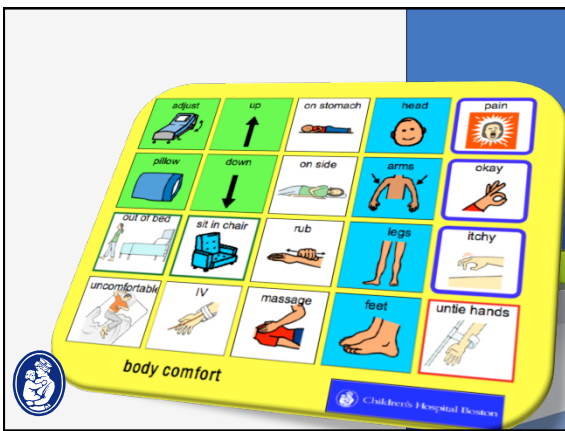 adjust
up
on stomach
head
pain
pillow
down
on side
arms
okay
out of bed
sit in chair
rub
legs
itchy
uncomfortable
IV
massage
feet
untie hands
body comfort
Children's Hospital Boston